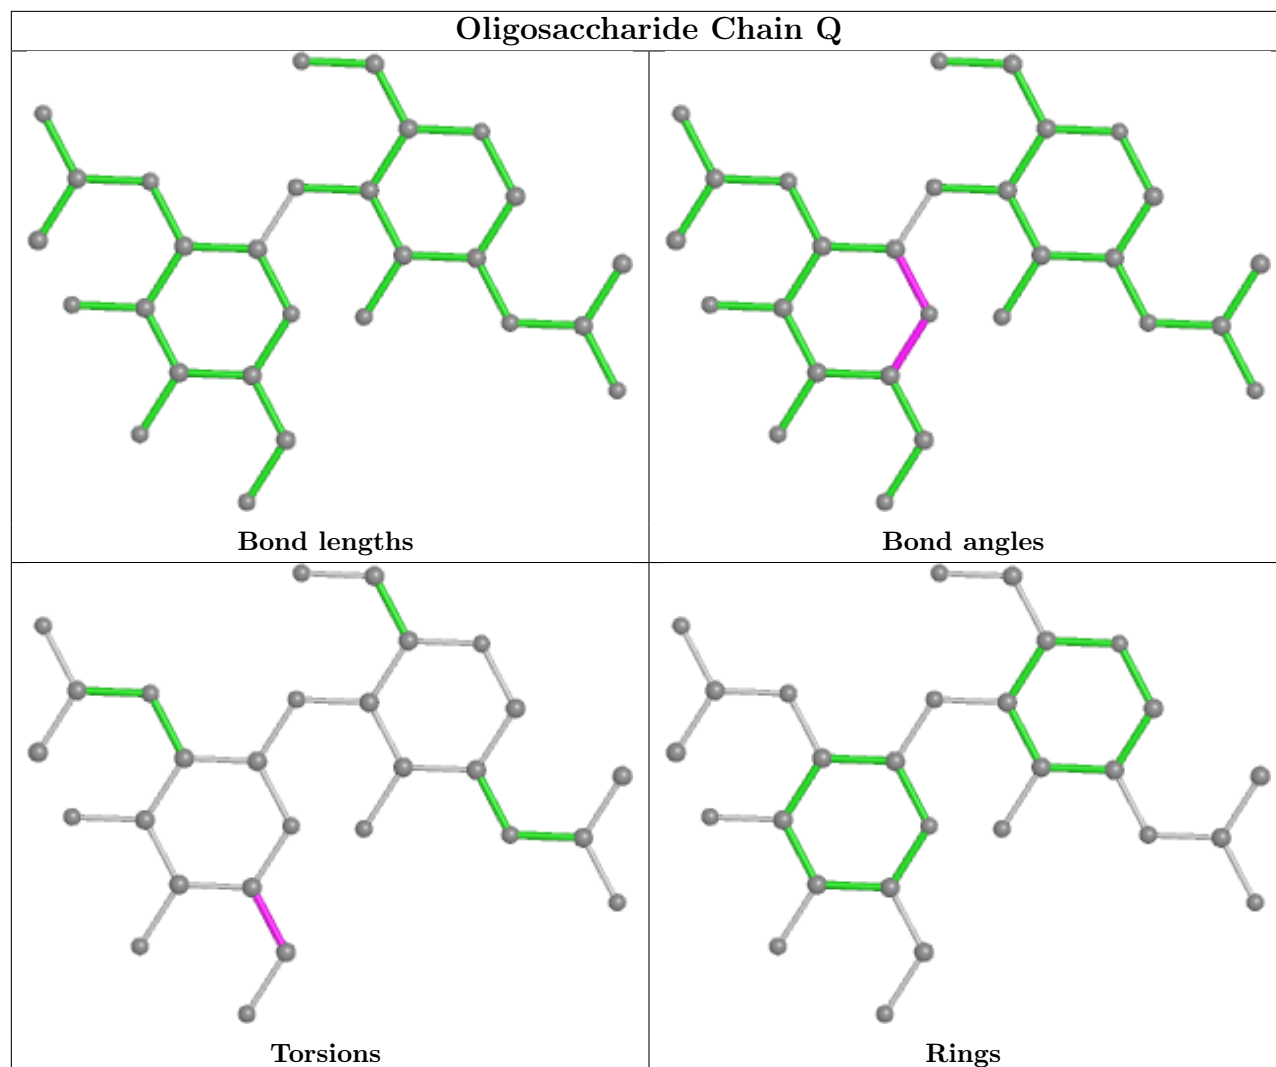 Oligosaccharide Chain Q
Bond lengths
Bond angles
Torsions
Rings